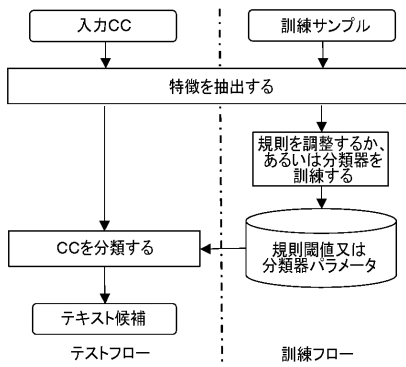 入力CC
訓練サンプル
特徴を抽出する
規則を調整するか、
あるいは分類器を
訓練する
CCを分類する
規則閾値又は
分類器パラメータ
テキスト候補
テストフロー
訓練フロー